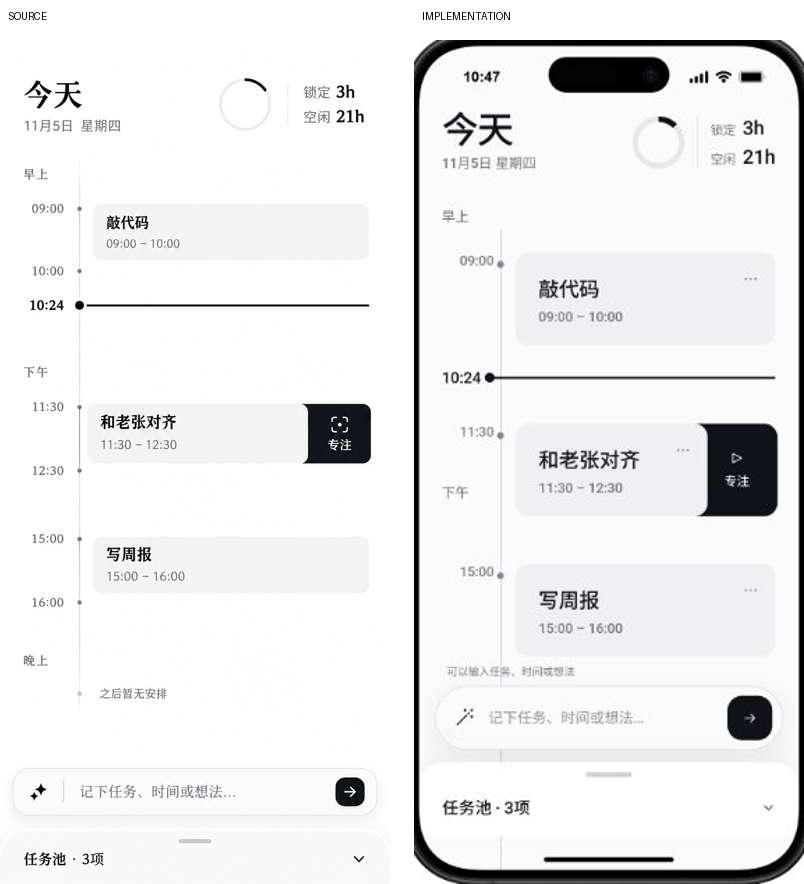 SOURCE
今天
11月5日 星期四
锁定 3h
空闲 21h
早上
09:00
敲代码
09:00 – 10:00
10:00
10:24
下午
11:30
和老张对齐
11:30 – 12:30
专注
12:30
15:00
写周报
15:00 – 16:00
16:00
晚上
之后暂无安排
记下任务、时间或想法...
任务池 · 3项
IMPLEMENTATION
10:47
今天
11月5日 星期四
锁定 3h
空闲 21h
早上
09:00
敲代码
09:00 – 10:00
10:24
11:30
和老张对齐
11:30 – 12:30
专注
下午
15:00
写周报
15:00 – 16:00
可以输入任务、时间或想法
记下任务、时间或想法...
任务池 · 3项